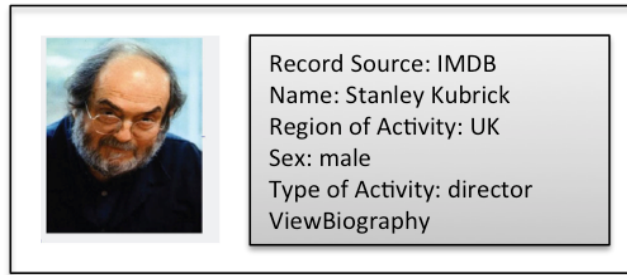 Record Source: IMDB
Name: Stanley Kubrick
Region of Activity: UK
Sex: male
Type of Activity: director
ViewBiography